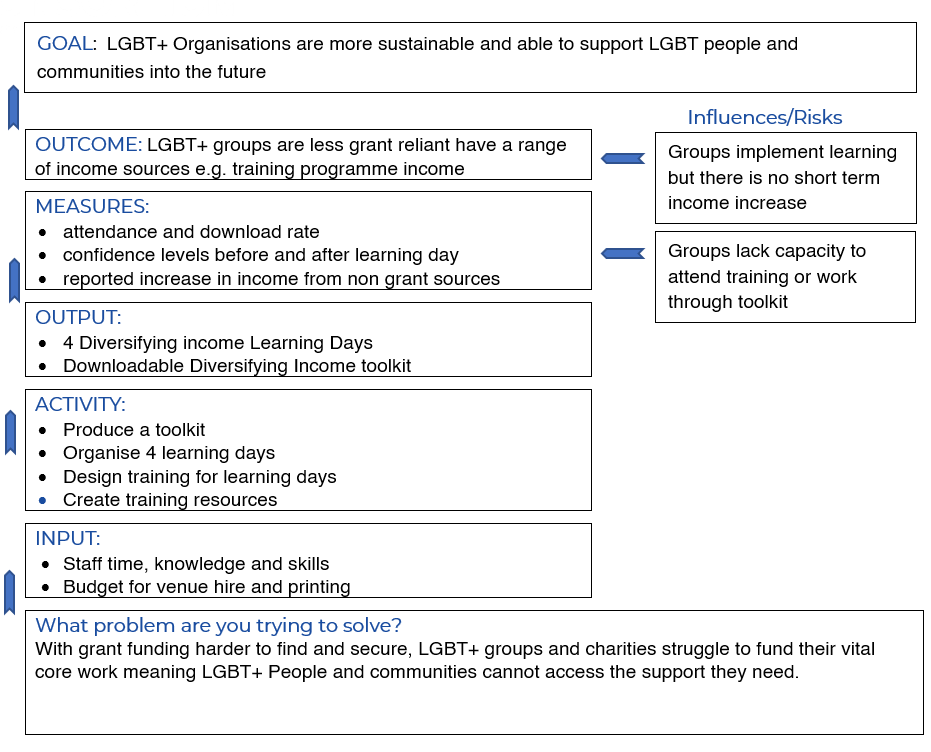 GOAL:  LGBT+ Organisations are more sustainable and able to support LGBT people and
communities into the future
Influences/Risks
OUTCOME: LGBT+ groups are less grant reliant have a range
of income sources e.g. training programme income
Groups implement learning
but there is no short term
income increase
MEASURES:
• attendance and download rate
• confidence levels before and after learning day
• reported increase in income from non grant sources
Groups lack capacity to
attend training or work
through toolkit
OUTPUT:
• 4 Diversifying income Learning Days
• Downloadable Diversifying Income toolkit
ACTIVITY:
• Produce a toolkit
• Organise 4 learning days
• Design training for learning days
• Create training resources
INPUT:
• Staff time, knowledge and skills
• Budget for venue hire and printing
What problem are you trying to solve?
With grant funding harder to find and secure, LGBT+ groups and charities struggle to fund their vital
core work meaning LGBT+ People and communities cannot access the support they need.